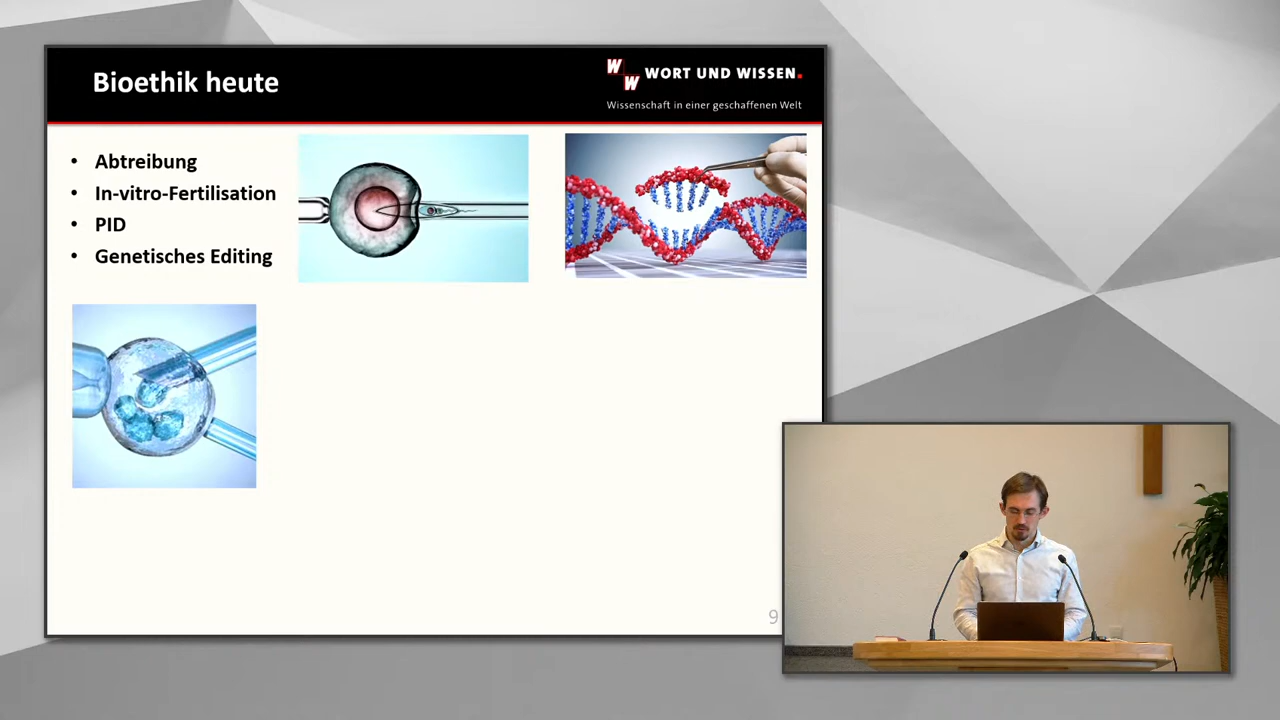 Bioethik heute
W
W WORT UND WISSEN.
Wissenschaft in einer geschaffenen Welt
• Abtreibung
• In-vitro-Fertilisation
• PID
• Genetisches Editing
9